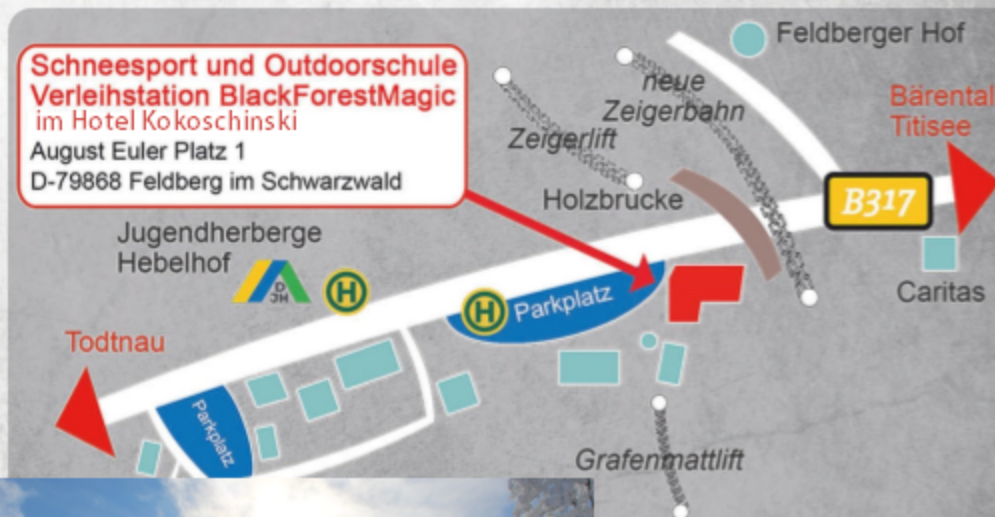 Schneesport und Outdoorschule
Verleihstation BlackForestMagic
im Hotel Kokoschinski
August Euler Platz 1
D-79868 Feldberg im Schwarzwald
Feldberger Hof
neue
Zeigerbahn
Zeigerlift
Bärental
Titisee
Holzbrucke
B317
Jugendherberge
Hebelhof
D
JH
H
H
Parkplatz
Caritas
Todtnau
Parkplatz
Grafenmattlift